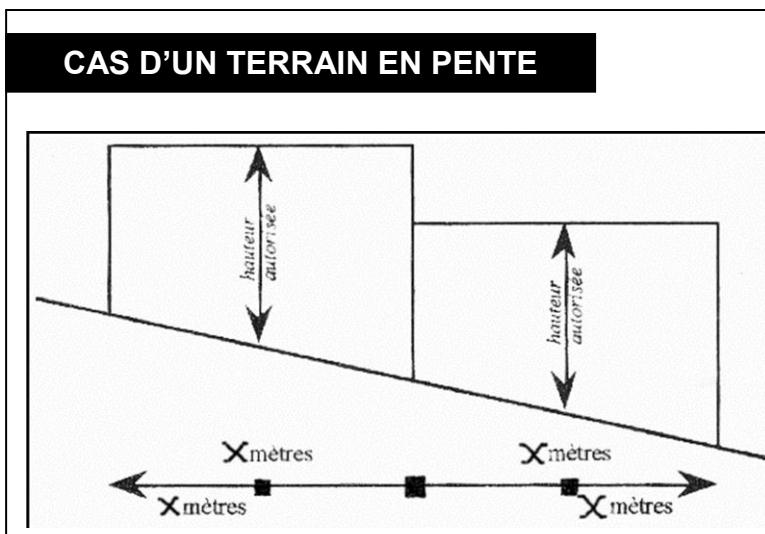 CAS D’UN TERRAIN EN PENTE
hauteur
autorisée
hauteur
autorisée
X mètres
X mètres
X mètres
X mètres